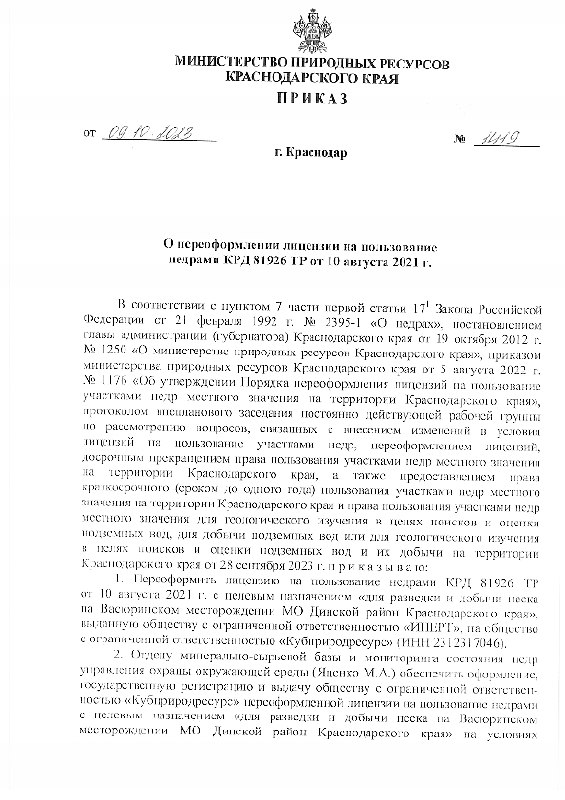 МИНИСТЕРСТВО ПРИРОДНЫХ РЕСУРСОВ
КРАСНОДАРСКОГО КРАЯ
П Р И К А З
от 09.10.2023
№ 1419
г. Краснодар
О переоформлении лицензии на пользование
недрами КРД 81926 ТР от 10 августа 2021 г.
В соответствии с пунктом 7 части первой статьи 17¹ Закона Российской
Федерации от 21 февраля 1992 г. № 2395-1 «О недрах», постановлением
главы администрации (губернатора) Краснодарского края от 19 октября 2012 г.
№ 1250 «О министерстве природных ресурсов Краснодарского края», приказом
министерства природных ресурсов Краснодарского края от 5 августа 2022 г.
№ 1176 «Об утверждении Порядка переоформления лицензий на пользование
участками недр местного значения на территории Краснодарского края»,
протоколом внепланового заседания постоянно действующей рабочей группы
по рассмотрению вопросов, связанных с внесением изменений в условия
лицензий на пользование участками недр, переоформлением лицензий,
досрочным прекращением права пользования участками недр местного значения
на территории Краснодарского края, а также предоставлением права
краткосрочного (сроком до одного года) пользования участками недр местного
значения на территории Краснодарского края и права пользования участками недр
местного значения для геологического изучения в целях поисков и оценки
подземных вод, для добычи подземных вод или для геологического изучения
в целях поисков и оценки подземных вод и их добычи на территории
Краснодарского края от 28 сентября 2023 г. п р и к а з ы в а ю:
1. Переоформить лицензию на пользование недрами КРД 81926 ТР
от 10 августа 2021 г. с целевым назначением «для разведки и добычи песка
на Васюринском месторождении МО Динской район Краснодарского края»,
выданную обществу с ограниченной ответственностью «ИНЕРТ», на общество
с ограниченной ответственностью «Кубприродресурс» (ИНН 2312317046).
2. Отделу минерально-сырьевой базы и мониторинга состояния недр
управления охраны окружающей среды (Яценко М.А.) обеспечить оформление,
государственную регистрацию и выдачу обществу с ограниченной ответствен-
ностью «Кубприродресурс» переоформленной лицензии на пользование недрами
с целевым назначением «для разведки и добычи песка на Васюринском
месторождении МО Динской район Краснодарского края» на условиях